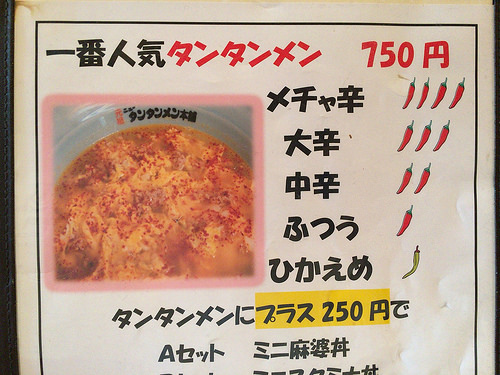 一番人気タンタンメン 750円
タンタンメン本舗
メチャ辛
大辛
中辛
ふつう
ひかえめ
タンタンメンにプラス250円で
Aセット ミニ麻婆丼